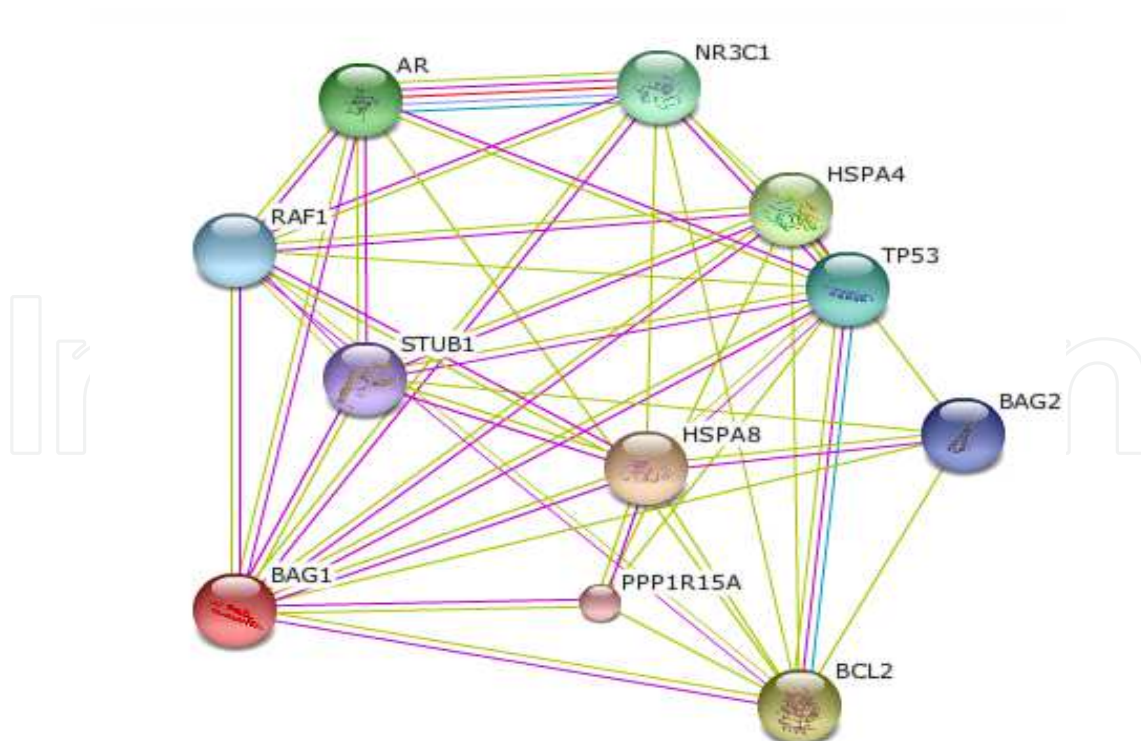 AR
NR3C1
HSPA4
RAF1
TP53
STUB1
BAG2
HSPA8
BAG1
PPP1R15A
BCL2